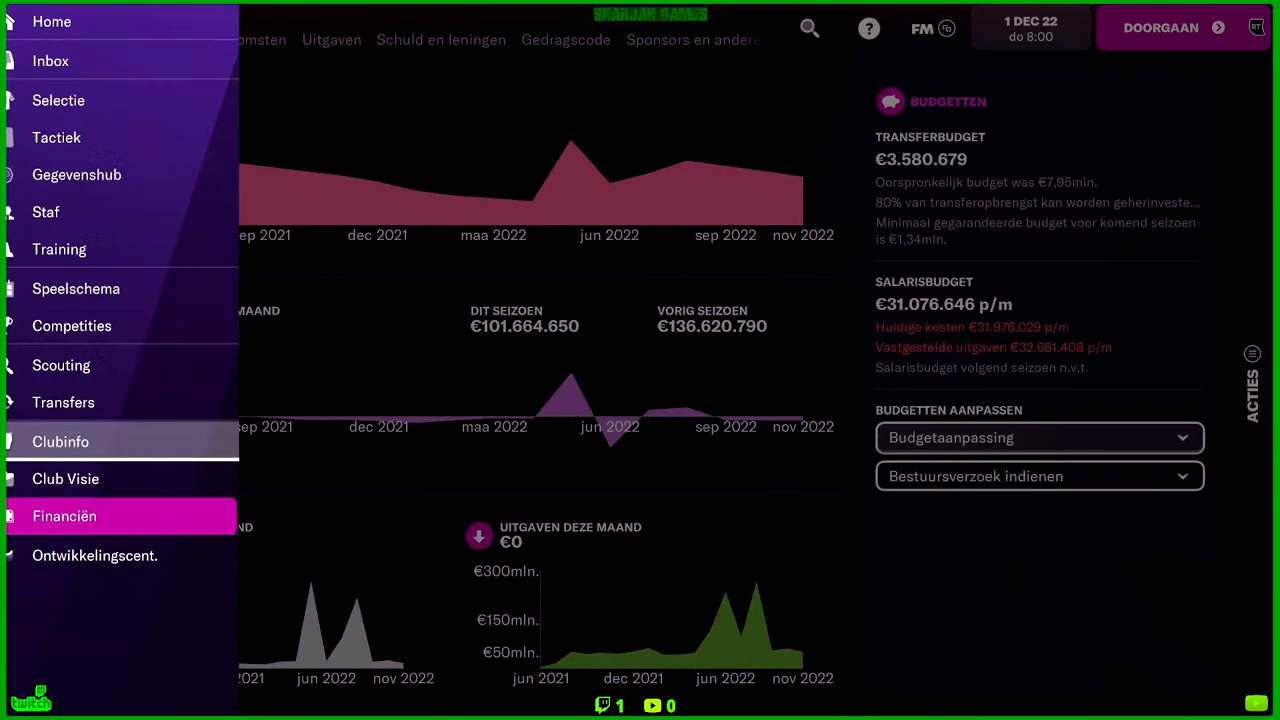 SKARJAK GAMES
Home
Inbox
Selectie
Tactiek
Gegevenshub
Staf
Training
Speelschema
Competities
Scouting
Transfers
Clubinfo
Club Visie
Financiën
Ontwikkelingscent.
omsten Uitgaven Schuld en leningen Gedragscode Sponsors en andere
? FM
1 DEC 22
do 8:00
DOORGAAN
RT
ep 2021 dec 2021 maa 2022 jun 2022 sep 2022 nov 2022
MAAND
DIT SEIZOEN
€101.664.650
VORIG SEIZOEN
€136.620.790
sep 2021 dec 2021 maa 2022 jun 2022 sep 2022 nov 2022
ND
2021 jun 2022 nov 2022
UITGAVEN DEZE MAAND
€0
€300mln.
€150mln.
€50mln.
jun 2021 dec 2021 jun 2022 nov 2022
BUDGETTEN
TRANSFERBUDGET
€3.580.679
Oorspronkelijk budget was €7,95mln.
80% van transferopbrengst kan worden geherinveste...
Minimaal gegarandeerde budget voor komend seizoen
is €1,34mln.
SALARISBUDGET
€31.076.646 p/m
Huidige kosten €31.976.029 p/m
Vastgestelde uitgaven €32.661.408 p/m
Salarisbudget volgend seizoen n.v.t.
BUDGETTEN AANPASSEN
Budgetaanpassing
Bestuursverzoek indienen
ACTIES
twitch
1 0